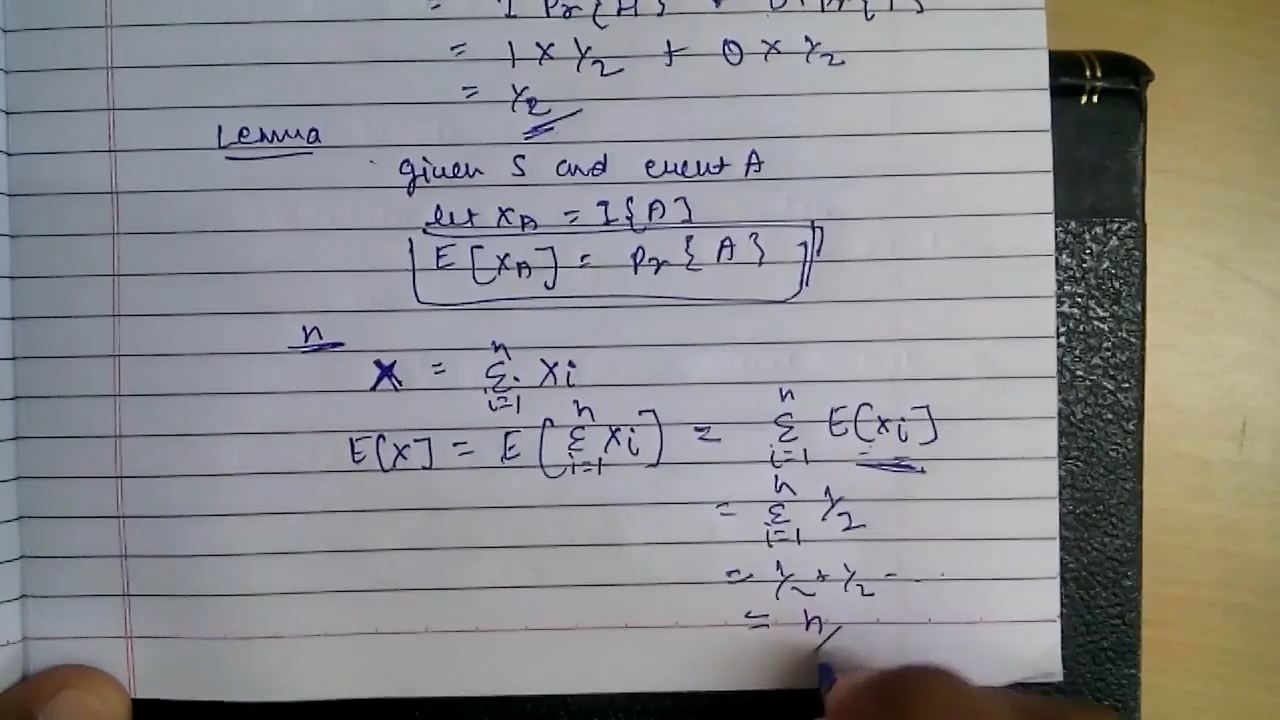 = 1 × 1/2 + 0 × 1/2
= 1/2
Lemma
given S and event A
let X_A = I{A}
E[X_A] = Pr{A}
n
X = Σ_{i=1}^{n} Xi
E[X] = E[Σ_{i=1}^{n} Xi] = Σ_{i=1}^{n} E[Xi]
= Σ_{i=1}^{n} 1/2
= 1/2 + 1/2 - - -
= n/